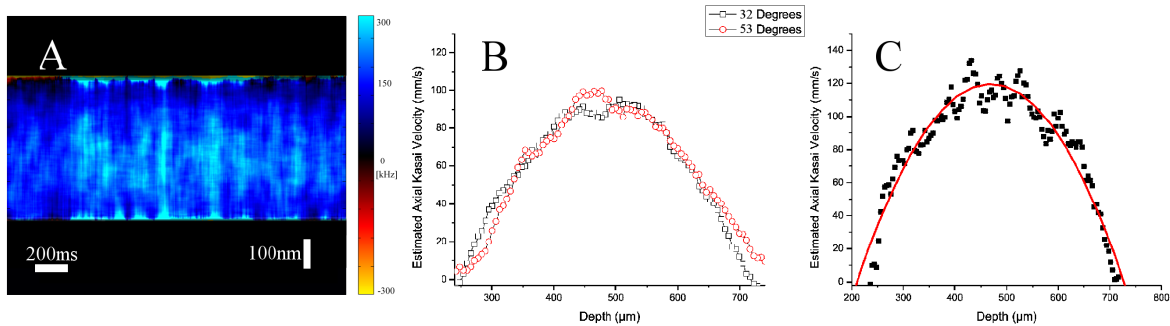 A
300
150
0
[kHz]
-150
-300
200ms
100nm
32 Degrees
53 Degrees
B
Estimated Axial Kasai Velocity (mm/s)
120
100
80
60
40
20
0
300
400
500
600
700
Depth (μm)
C
Estimated Axial Kasai Velocity (mm/s)
140
120
100
80
60
40
20
0
200
300
400
500
600
700
800
Depth (μm)